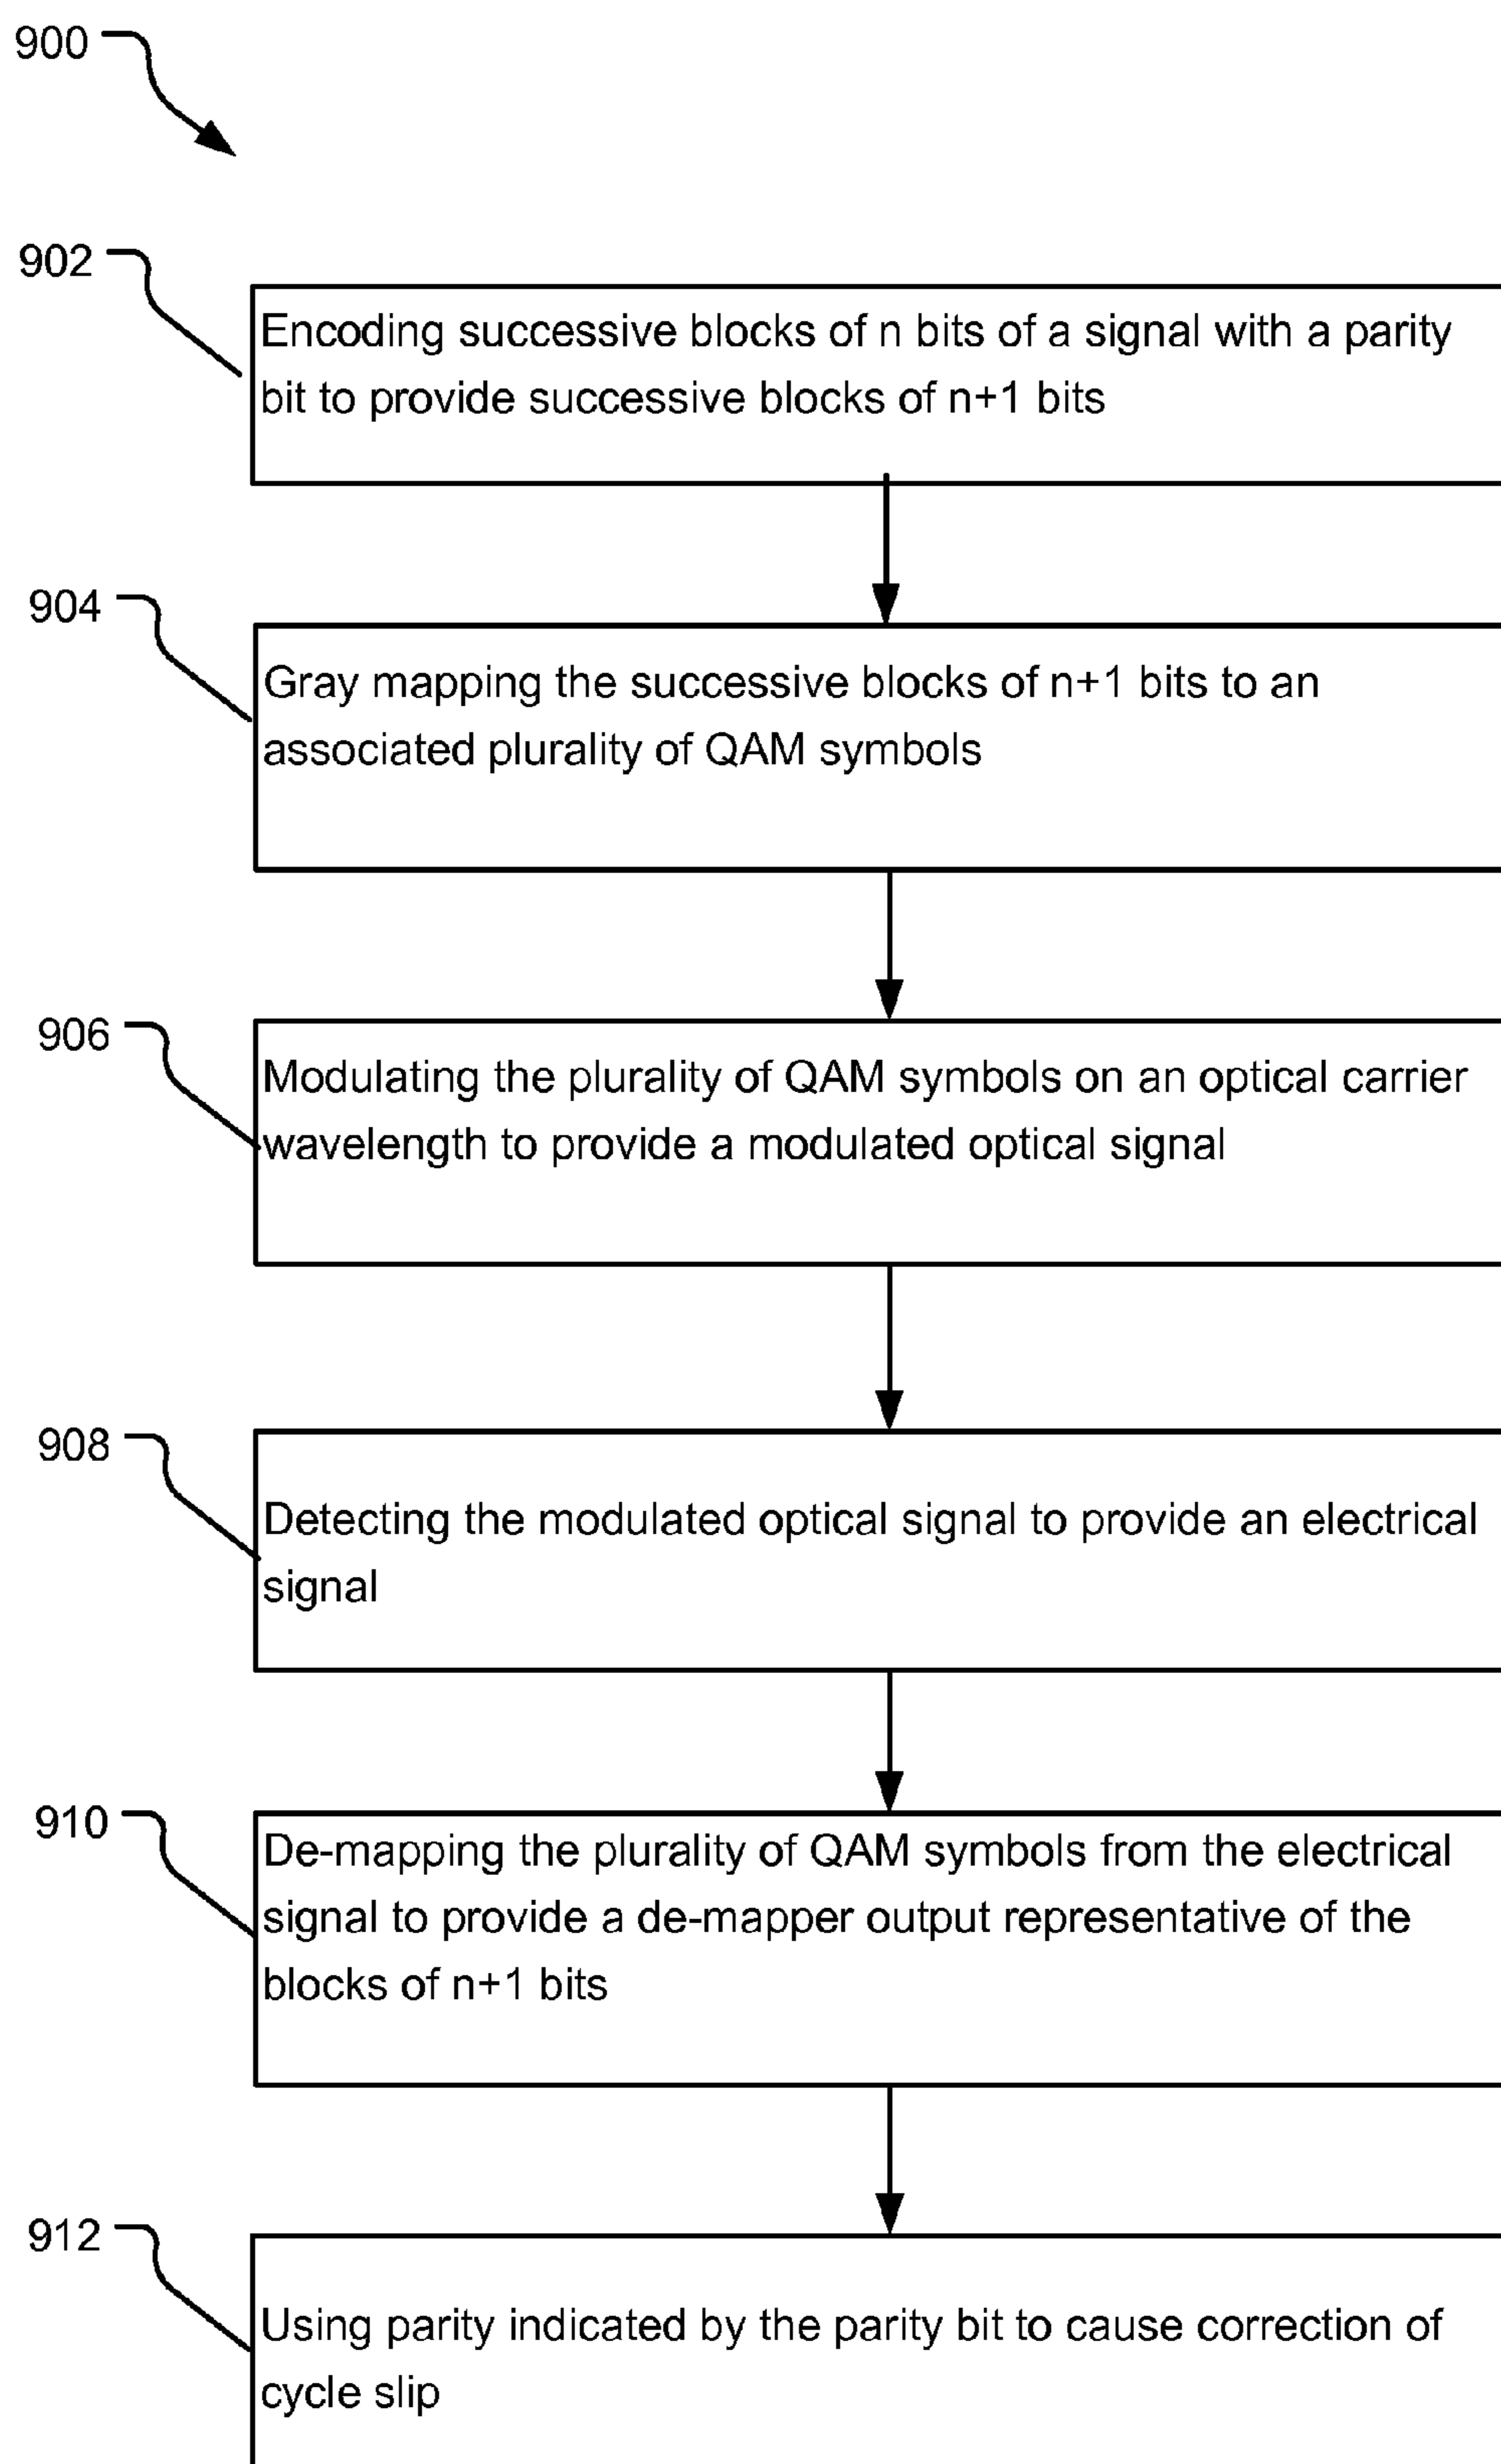 900
902
Encoding successive blocks of n bits of a signal with a parity
bit to provide successive blocks of n+1 bits
904
Gray mapping the successive blocks of n+1 bits to an
associated plurality of QAM symbols
906
Modulating the plurality of QAM symbols on an optical carrier
wavelength to provide a modulated optical signal
908
Detecting the modulated optical signal to provide an electrical
signal
910
De-mapping the plurality of QAM symbols from the electrical
signal to provide a de-mapper output representative of the
blocks of n+1 bits
912
Using parity indicated by the parity bit to cause correction of
cycle slip